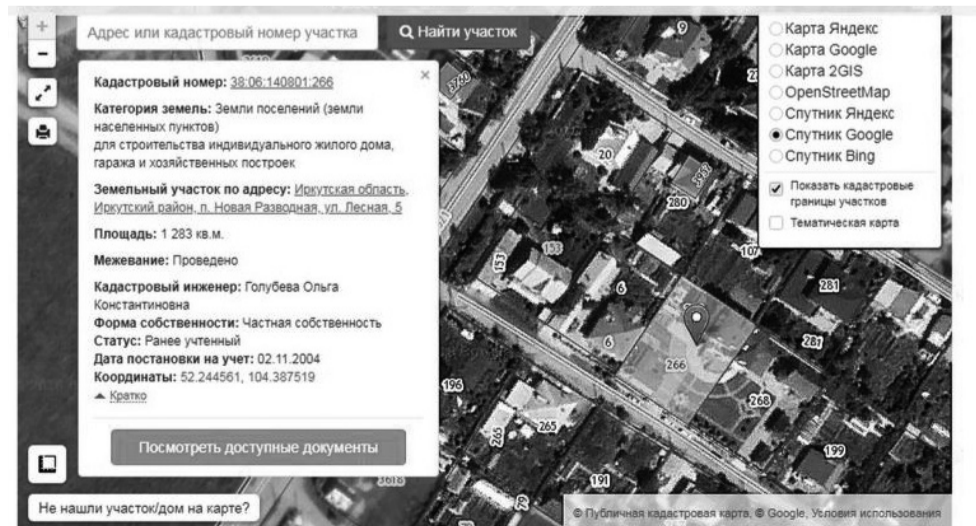 +
Адрес или кадастровый номер участка
Найти участок
−
×
Кадастровый номер: 38:06:140801:266
Категория земель: Земли поселений (земли
населенных пунктов)
для строительства индивидуального жилого дома,
гаража и хозяйственных построек
Земельный участок по адресу: Иркутская область,
Иркутский район, п. Новая Разводная, ул. Лесная, 5
Площадь: 1 283 кв.м.
Межевание: Проведено
Кадастровый инженер: Голубева Ольга
Константиновна
Форма собственности: Частная собственность
Статус: Ранее учтенный
Дата постановки на учет: 02.11.2004
Координаты: 52.244561, 104.387519
Кратко
Посмотреть доступные документы
Не нашли участок/дом на карте?
Карта Яндекс
Карта Google
Карта 2GIS
OpenStreetMap
Спутник Яндекс
Спутник Google
Спутник Bing
Показать кадастровые
границы участков
Тематическая карта
9
20
280
153
153
107
281
281
6
6
266
268
196
265
265
199
191
79
3618
© Публичная кадастровая карта, © Google, Условия использования